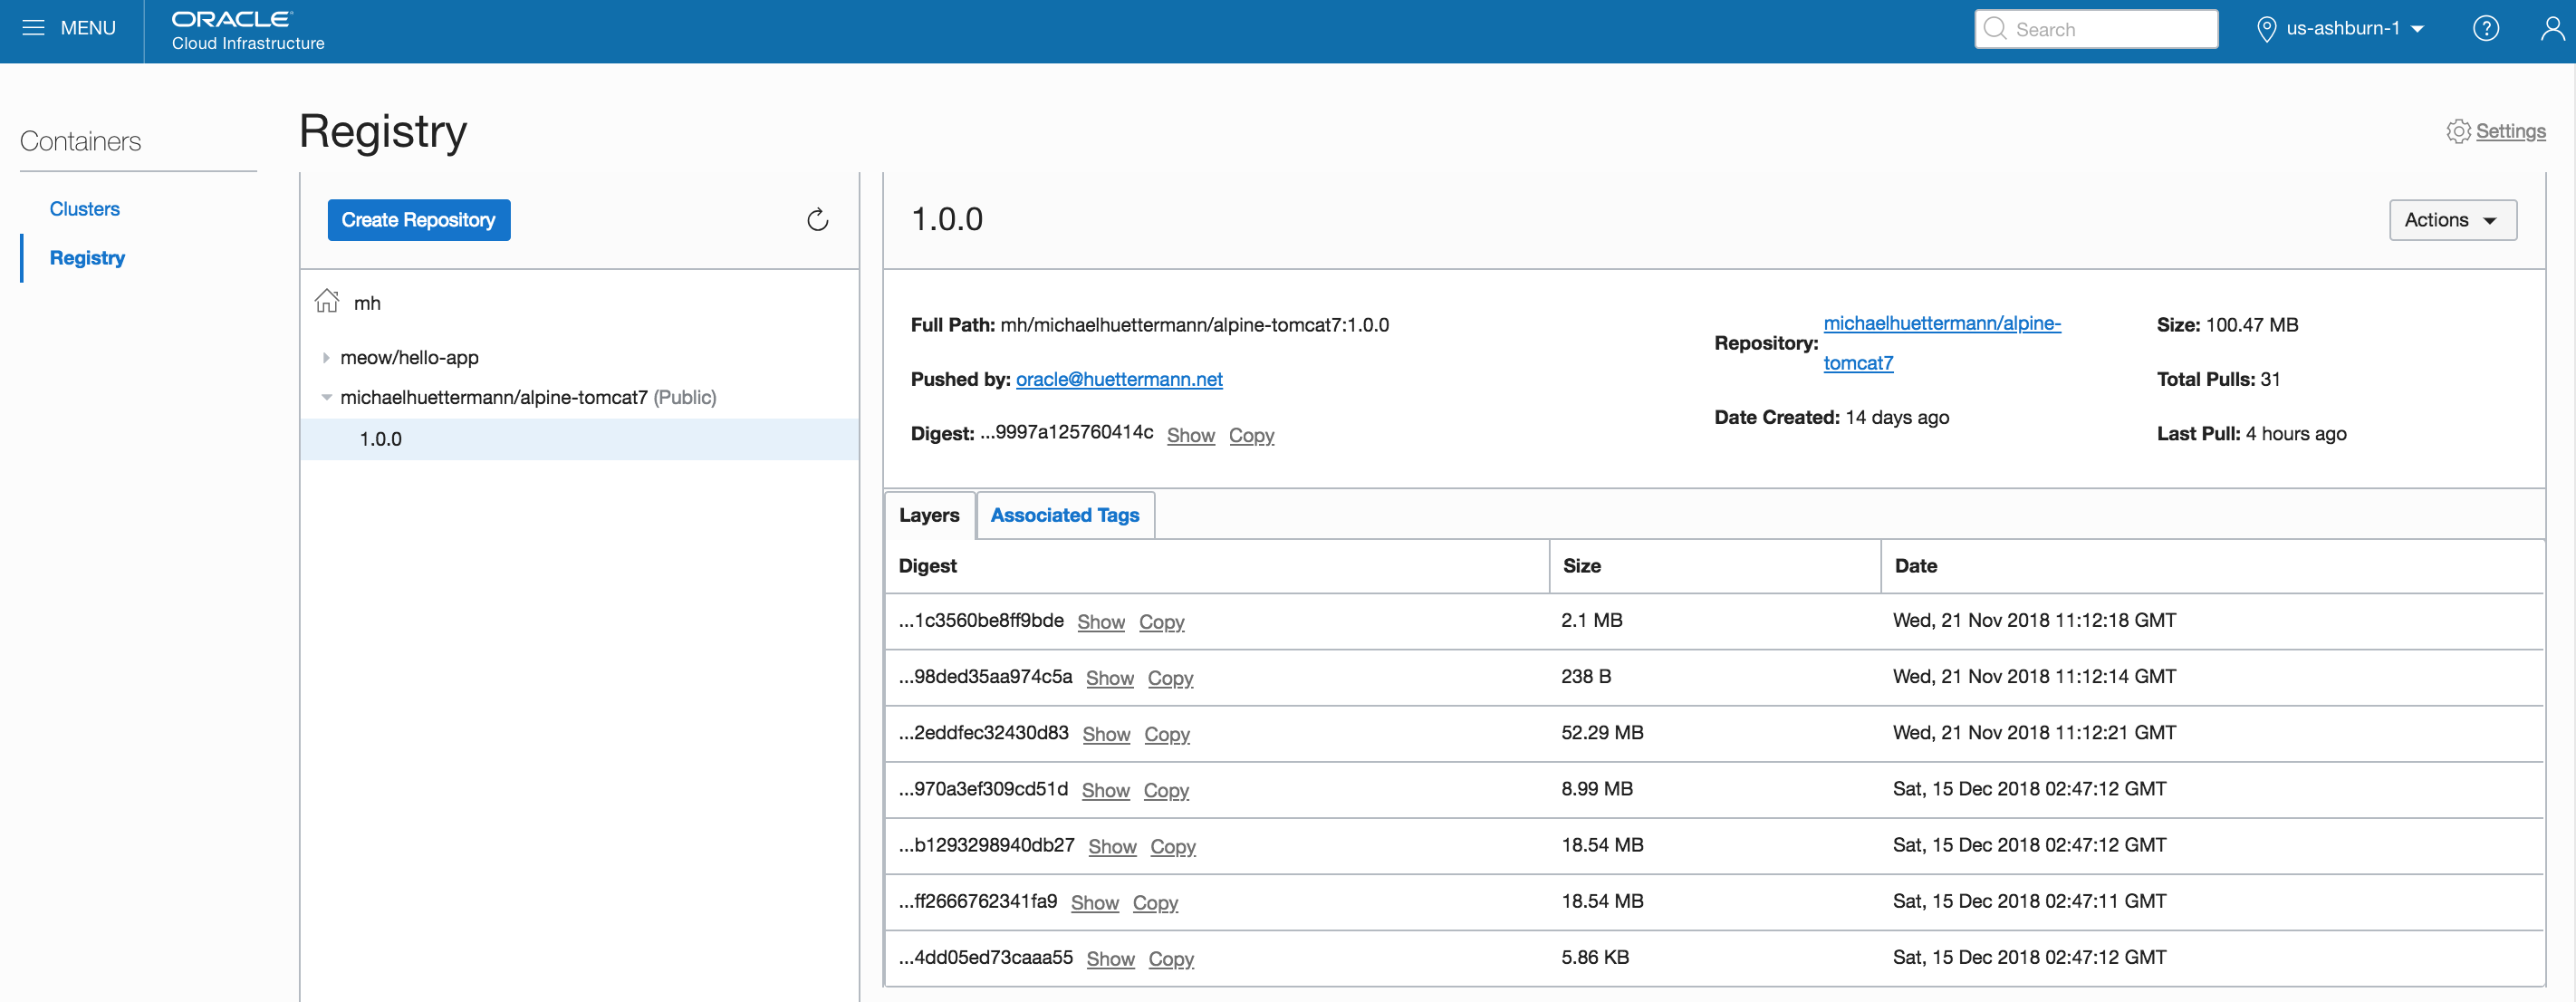 MENU
ORACLE
Cloud Infrastructure
Search
us-ashburn-1
Containers
Clusters
Registry
Registry
Settings
Create Repository
mh
meow/hello-app
michaelhuettermann/alpine-tomcat7 (Public)
1.0.0
1.0.0
Actions
Full Path: mh/michaelhuettermann/alpine-tomcat7:1.0.0
Pushed by: oracle@huettermann.net
Digest: ...9997a125760414c Show Copy
Repository: michaelhuettermann/alpine-
tomcat7
Date Created: 14 days ago
Size: 100.47 MB
Total Pulls: 31
Last Pull: 4 hours ago
Layers Associated Tags
Digest Size Date
...1c3560be8ff9bde Show Copy 2.1 MB Wed, 21 Nov 2018 11:12:18 GMT
...98ded35aa974c5a Show Copy 238 B Wed, 21 Nov 2018 11:12:14 GMT
...2eddfec32430d83 Show Copy 52.29 MB Wed, 21 Nov 2018 11:12:21 GMT
...970a3ef309cd51d Show Copy 8.99 MB Sat, 15 Dec 2018 02:47:12 GMT
...b1293298940db27 Show Copy 18.54 MB Sat, 15 Dec 2018 02:47:12 GMT
...ff2666762341fa9 Show Copy 18.54 MB Sat, 15 Dec 2018 02:47:11 GMT
...4dd05ed73caaa55 Show Copy 5.86 KB Sat, 15 Dec 2018 02:47:12 GMT